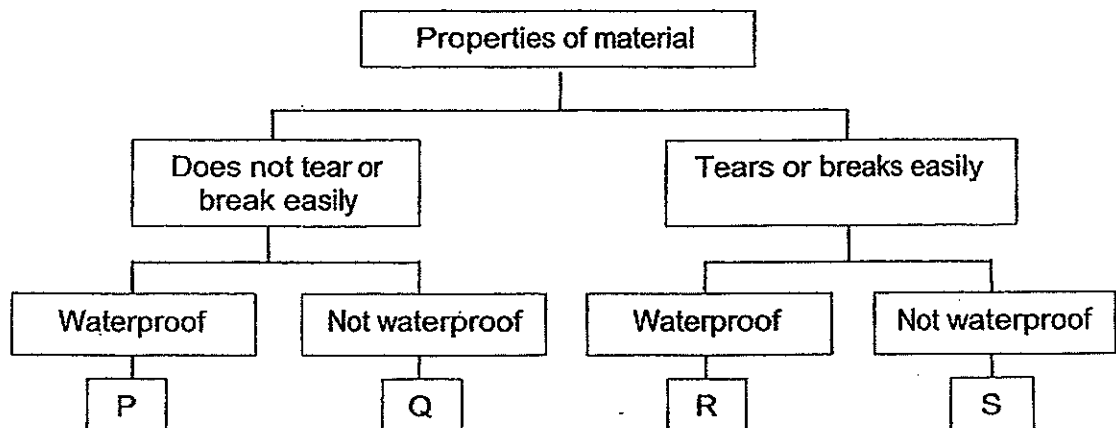 Properties of material
Does not tear or
break easily
Tears or breaks easily
Waterproof
Not waterproof
Waterproof
Not waterproof
P
Q
R
S